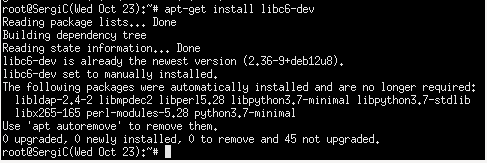 root@SergiC(Wed Oct 23):~# apt-get install libc6-dev
Reading package lists... Done
Building dependency tree
Reading state information... Done
libc6-dev is already the newest version (2.36-9+deb12u8).
libc6-dev set to manually installed.
The following packages were automatically installed and are no longer required:
  libldap-2.4-2 libmpdec2 libperl5.28 libpython3.7-minimal libpython3.7-stdlib
  libx265-165 perl-modules-5.28 python3.7-minimal
Use 'apt autoremove' to remove them.
0 upgraded, 0 newly installed, 0 to remove and 45 not upgraded.
root@SergiC(Wed Oct 23):~#